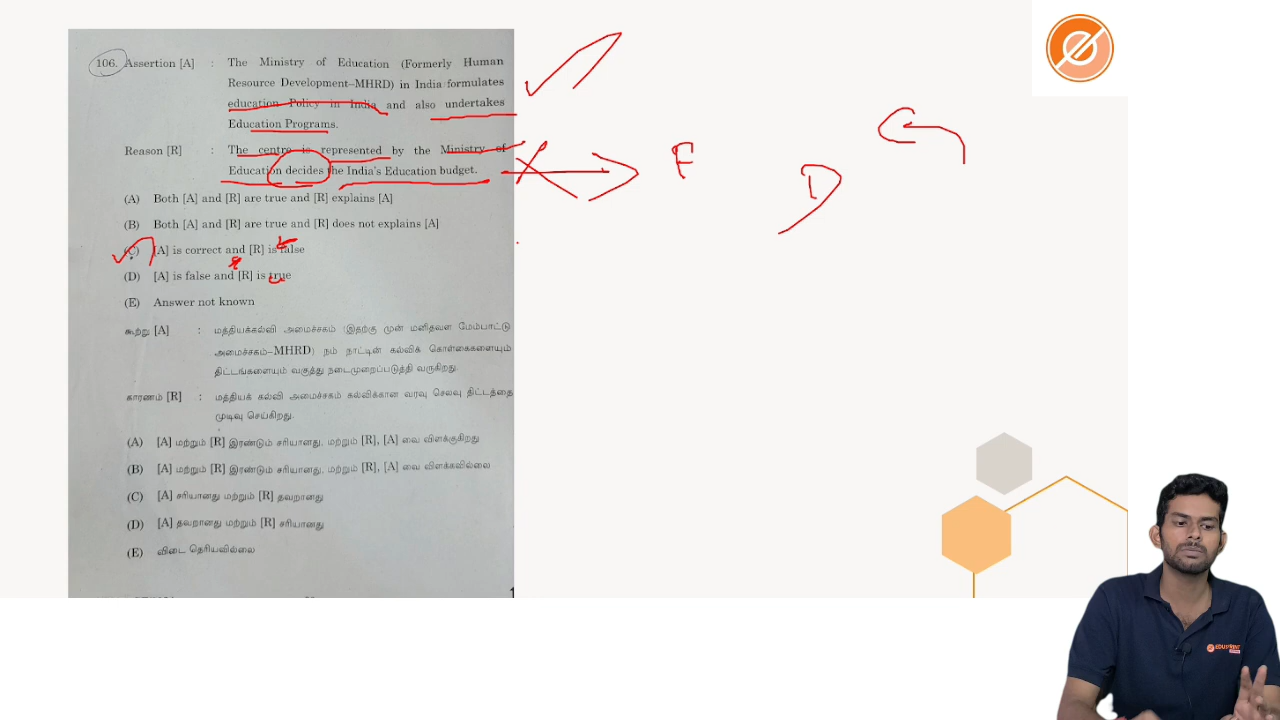 106. Assertion [A] : The Ministry of Education (Formerly Human
Resource Development–MHRD) in India formulates
education Policy in India and also undertakes
Education Programs.
Reason [R] : The centre is represented by the Ministry of
Education decides the India's Education budget.
(A) Both [A] and [R] are true and [R] explains [A]
(B) Both [A] and [R] are true and [R] does not explains [A]
(C) [A] is correct and [R] is false
(D) [A] is false and [R] is true
(E) Answer not known
கூற்று [A] : மத்தியக்கல்வி அமைச்சகம் (இதற்கு முன் மனிதவள மேம்பாட்டு
அமைச்சகம்–MHRD) நம் நாட்டின் கல்விக் கொள்கைகளையும்
திட்டங்களையும் வகுத்து நடைமுறைப்படுத்தி வருகிறது.
காரணம் [R] : மத்தியக் கல்வி அமைச்சகம் கல்விக்கான வரவு செலவு திட்டத்தை
முடிவு செய்கிறது.
(A) [A] மற்றும் [R] இரண்டும் சரியானது, மற்றும் [R], [A] வை விளக்குகிறது
(B) [A] மற்றும் [R] இரண்டும் சரியானது, மற்றும் [R], [A] வை விளக்கவில்லை
(C) [A] சரியானது மற்றும் [R] தவறானது
(D) [A] தவறானது மற்றும் [R] சரியானது
(E) விடை தெரியவில்லை
F
D